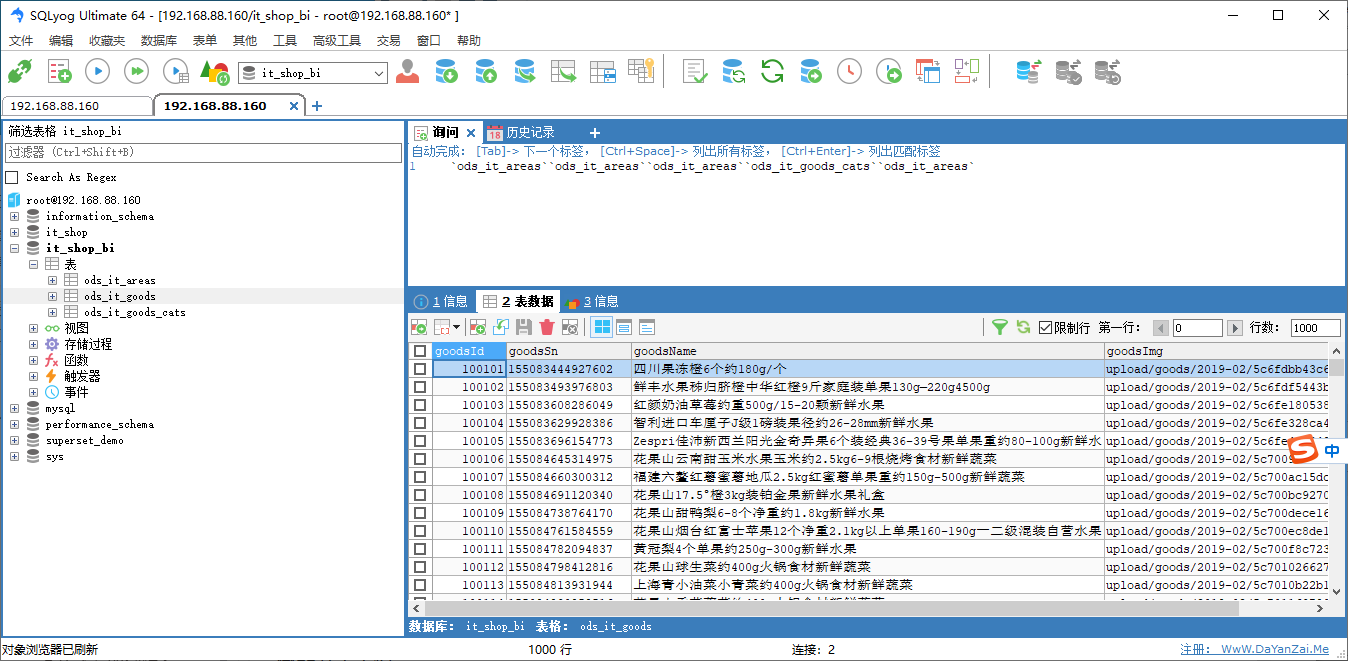 SQLyog Ultimate 64 - [192.168.88.160/it_shop_bi - root@192.168.88.160* ]
文件 编辑 收藏夹 数据库 表单 其他 工具 高级工具 交易 窗口 帮助
it_shop_bi
192.168.88.160 192.168.88.160
筛选表格 it_shop_bi
过滤器 (Ctrl+Shift+B)
Search As Regex
root@192.168.88.160
information_schema
it_shop
it_shop_bi
表
ods_it_areas
ods_it_goods
ods_it_goods_cats
视图
存储过程
函数
触发器
事件
mysql
performance_schema
superset_demo
sys
询问 18 历史记录
自动完成: [Tab]-> 下一个标签, [Ctrl+Space]-> 列出所有标签, [Ctrl+Enter]-> 列出匹配标签
1 `ods_it_areas``ods_it_areas``ods_it_areas``ods_it_goods_cats``ods_it_areas`
1 信息 2 表数据 3 信息
限制行 第一行: 0 行数: 1000
goodsId goodsSn goodsName goodsImg
100101 155083444927602 四川果冻橙6个约180g/个 upload/goods/2019-02/5c6fdbb43c6
100102 155083493976803 鲜丰水果秭归脐橙中华红橙9斤家庭装单果130g-220g4500g upload/goods/2019-02/5c6fdf5443b
100103 155083608286049 红颜奶油草莓约重500g/15-20颗新鲜水果 upload/goods/2019-02/5c6fe180538
100104 155083629928386 智利进口车厘子J级1磅装果径约26-28mm新鲜水果 upload/goods/2019-02/5c6fe328ca4
100105 155083696154773 Zespri佳沛新西兰阳光金奇异果6个装经典36-39号果单果重约80-100g新鲜水 upload/goods/2019-02/5c6fe
100106 155084645314975 花果山云南甜玉米水果玉米约2.5kg6-9根烧烤食材新鲜蔬菜 upload/goods/2019-02/5c7009
100107 155084660300312 福建六鳌红薯蜜薯地瓜2.5kg红蜜薯单果重约150g-500g新鲜蔬菜 upload/goods/2019-02/5c700ac15dc
100108 155084691120340 花果山17.5°橙3kg装铂金果新鲜水果礼盒 upload/goods/2019-02/5c700bc9270
100109 155084738764170 花果山甜鸭梨6-8个净重约1.8kg新鲜水果 upload/goods/2019-02/5c700dece16
100110 155084761584559 花果山烟台红富士苹果12个净重2.1kg以上单果160-190g一二级混装自营水果 upload/goods/2019-02/5c700ec8de1
100111 155084782094837 黄冠梨4个单果约250g-300g新鲜水果 upload/goods/2019-02/5c700f8c723
100112 155084798412816 花果山球生菜约400g火锅食材新鲜蔬菜 upload/goods/2019-02/5c701026627
100113 155084813931944 上海青小油菜小青菜约400g火锅食材新鲜蔬菜 upload/goods/2019-02/5c7010b22b1
S 中
数据库: it_shop_bi 表格: ods_it_goods
对象浏览器已刷新 1000 行 连接: 2 注册: WwW.DaYanZai.Me